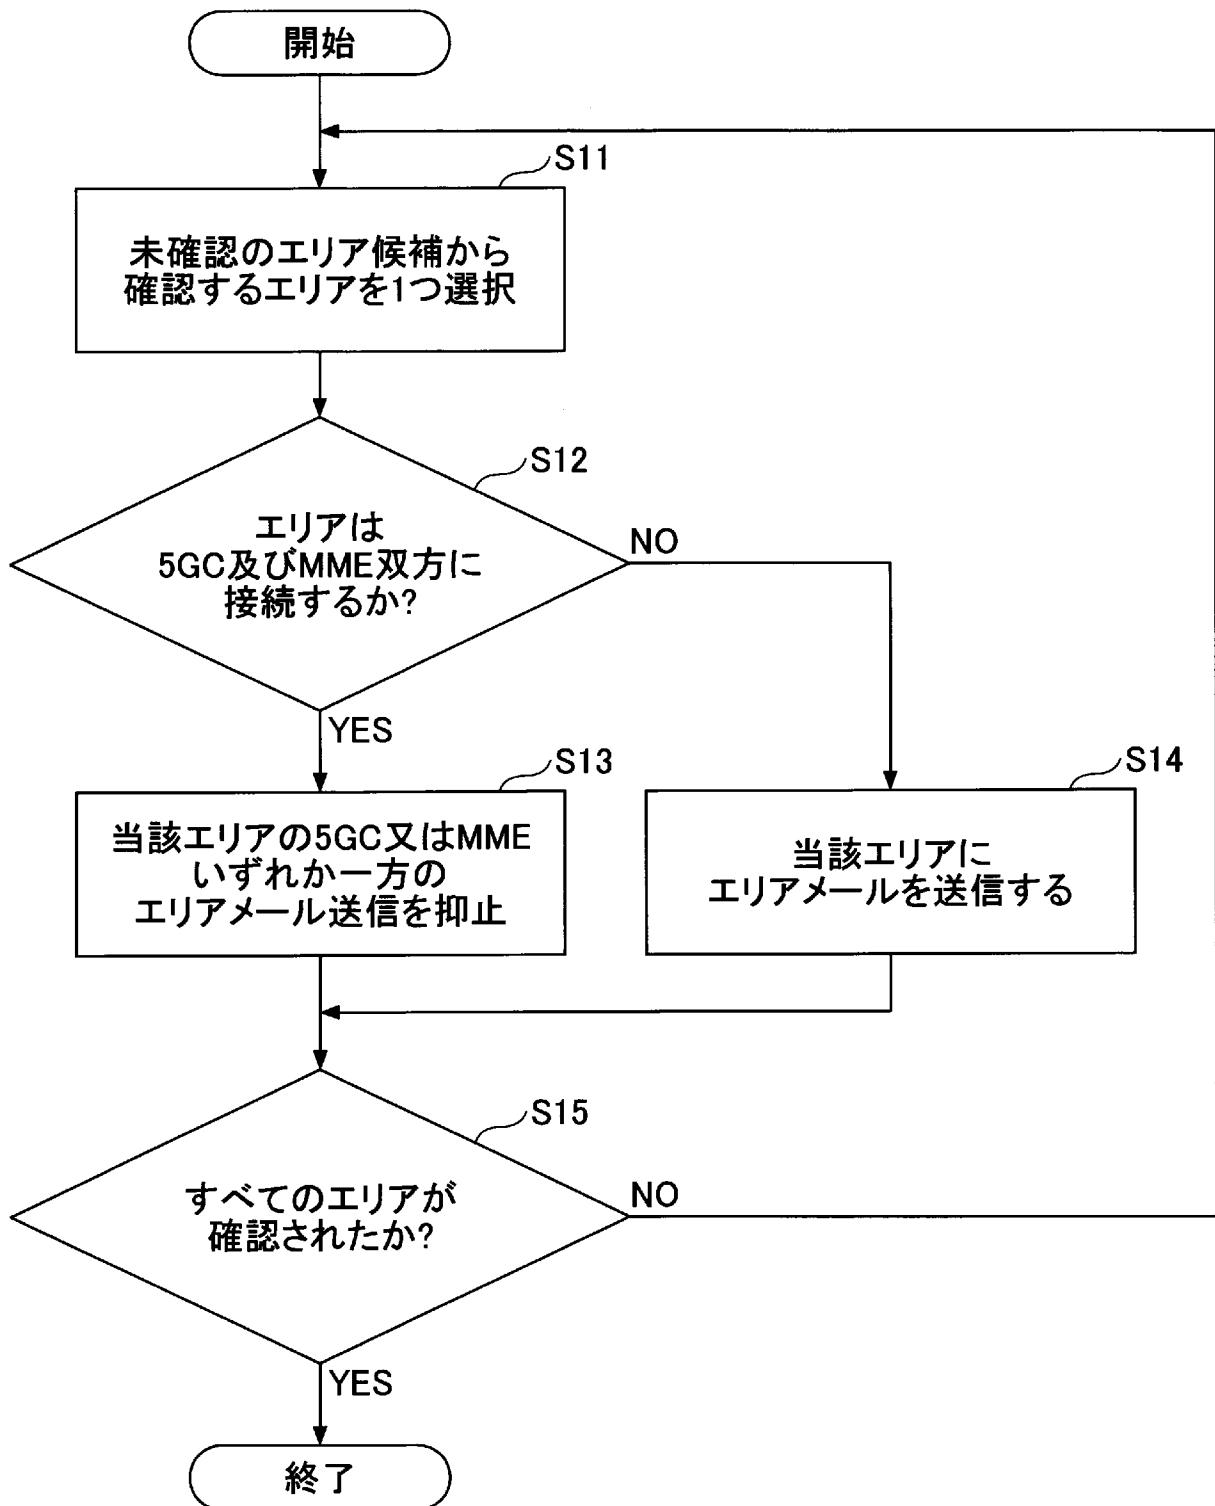 開始
S11
未確認のエリア候補から
確認するエリアを1つ選択
S12
エリアは
5GC及びMME双方に
接続するか?
NO
YES
S13
当該エリアの5GC又はMME
いずれか一方の
エリアメール送信を抑止
S14
当該エリアに
エリアメールを送信する
S15
すべてのエリアが
確認されたか?
NO
YES
終了